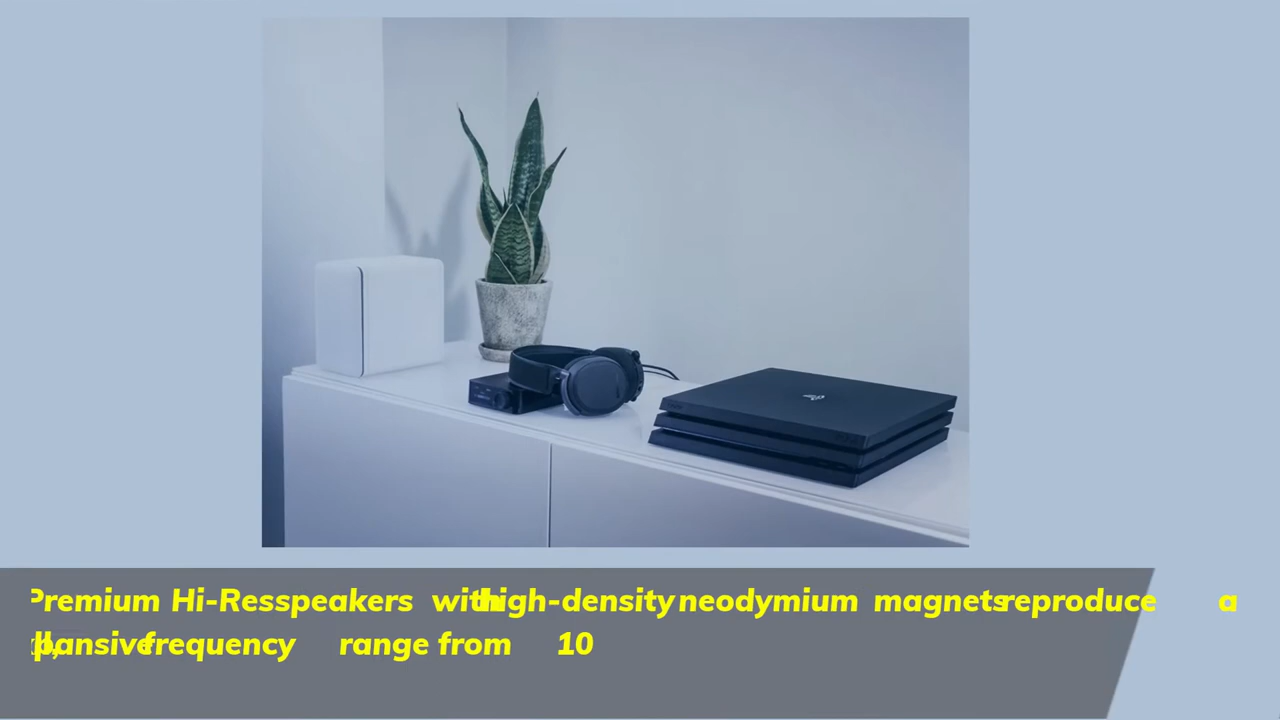 Premium Hi-Res speakers with high-density neodymium magnets reproduce a
frequency range from 10